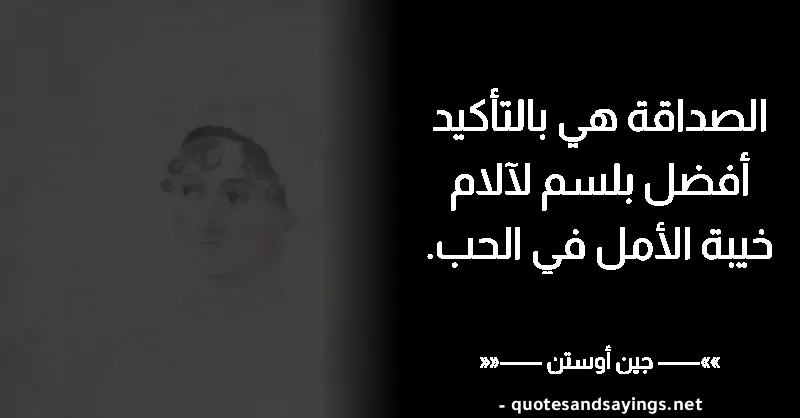 الصداقة هي بالتأكيد
أفضل بلسم لآلام
خيبة الأمل في الحب.
»»—— جين أوستن ——««
- quotesandsayings.net